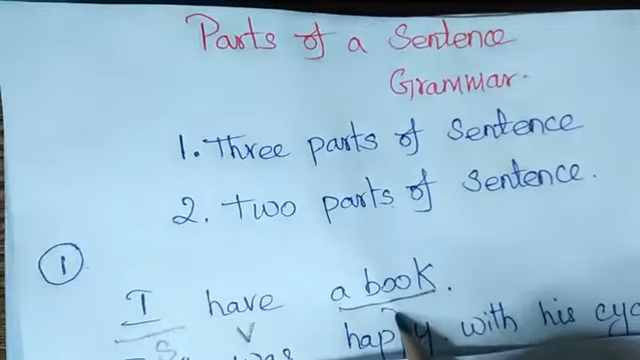 Parts of a Sentence
Grammar.
1. Three parts of Sentence
2. Two parts of Sentence.
1
I have a book.
S V
happy with his